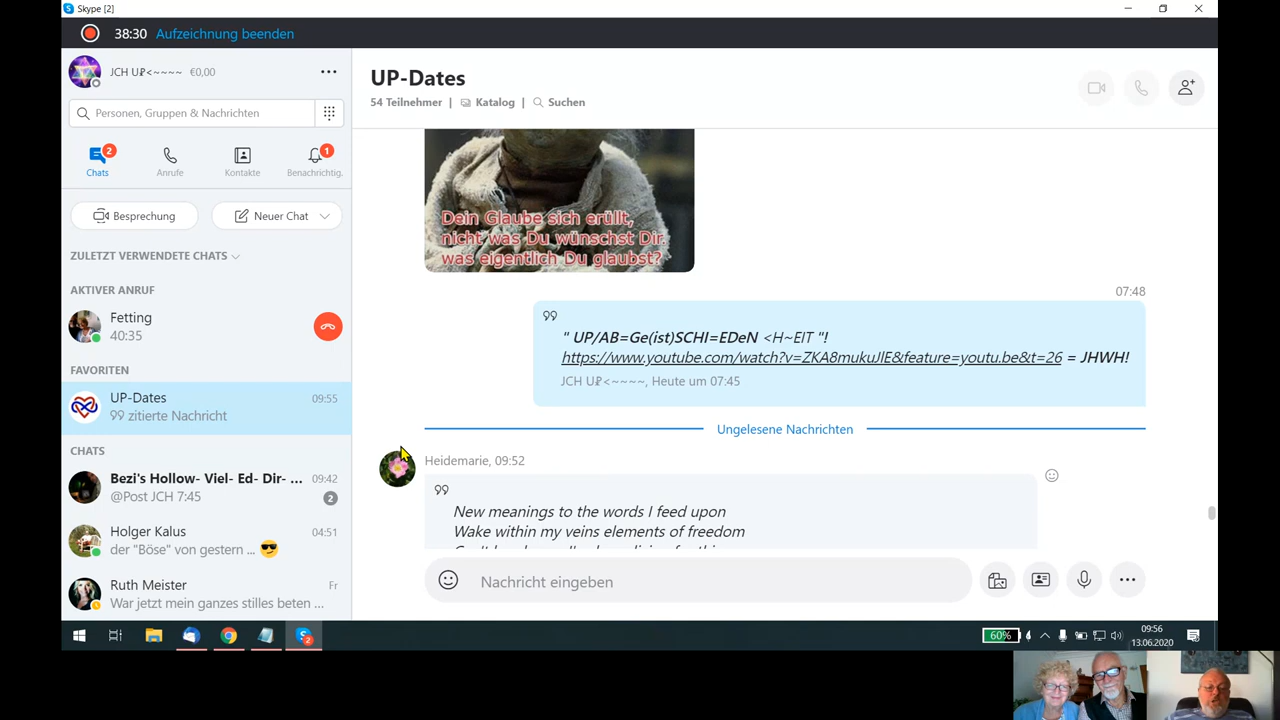 Skype [2]
38:30 Aufzeichnung beenden
JCH U₽<~~~~ €0,00
Personen, Gruppen & Nachrichten
2
1
Chats
Anrufe
Kontakte
Benachrichtig.
Besprechung
Neuer Chat
ZULETZT VERWENDETE CHATS
AKTIVER ANRUF
Fetting
40:35
FAVORITEN
UP-Dates 09:55
zitierte Nachricht
CHATS
Bezi's Hollow- Viel- Ed- Dir- ... 09:42
@Post JCH 7:45 2
Holger Kalus 04:51
der "Böse" von gestern ...
Ruth Meister Fr
War jetzt mein ganzes stilles beten ...
UP-Dates
54 Teilnehmer | Katalog | Suchen
Dein Glaube sich erüllt,
nicht was Du wünschst Dir.
was eigentlich Du glaubst?
07:48
" UP/AB=Ge(ist)SCHI=EDeN <H~EIT "!
https://www.youtube.com/watch?v=ZKA8mukuJlE&feature=youtu.be&t=26 = JHWH!
JCH U₽<~~~~, Heute um 07:45
Ungelesene Nachrichten
Heidemarie, 09:52
New meanings to the words I feed upon
Wake within my veins elements of freedom
Nachricht eingeben
60%
09:56
13.06.2020
2